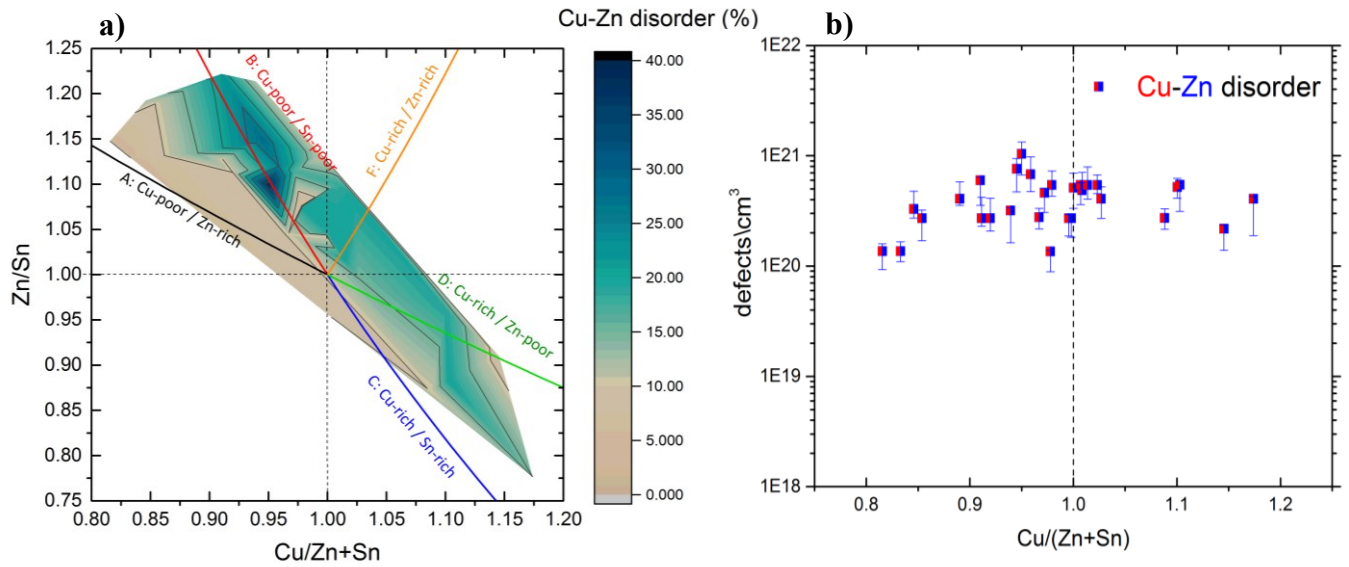 a)
Cu-Zn disorder (%)
1.25
1.20
1.15
1.10
1.05
1.00
0.95
0.90
0.85
0.80
0.75
Zn/Sn
0.80 0.85 0.90 0.95 1.00 1.05 1.10 1.15 1.20
Cu/Zn+Sn
A: Cu-poor / Zn-rich
B: Cu-poor / Sn-poor
F: Cu-rich / Zn-rich
D: Cu-rich / Zn-poor
C: Cu-rich / Sn-rich
40.00
35.00
30.00
25.00
20.00
15.00
10.00
5.000
0.000
b)
1E22
1E21
1E20
1E19
1E18
defects\cm³
Cu-Zn disorder
0.8 0.9 1.0 1.1 1.2
Cu/(Zn+Sn)